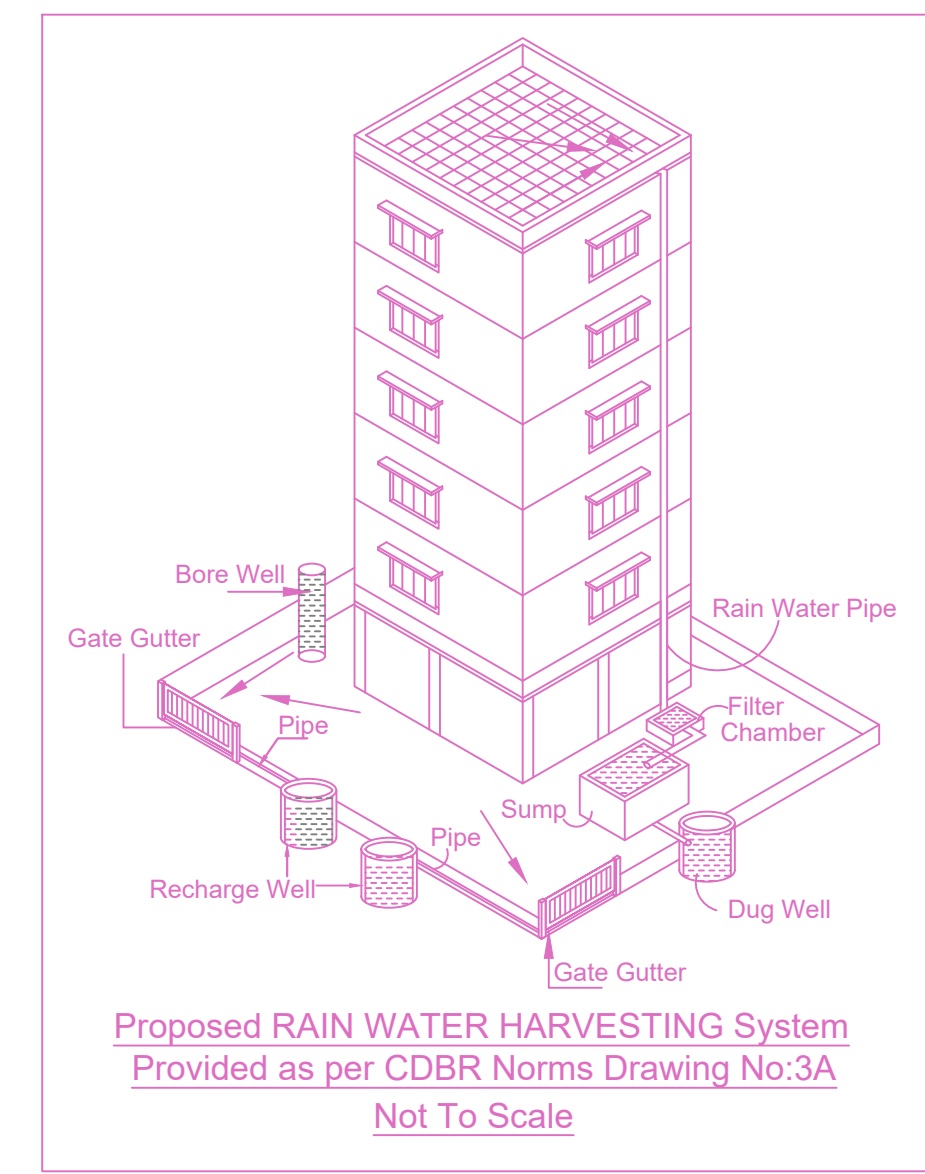 Bore Well
Gate Gutter
Rain Water Pipe
Filter
Chamber
Pipe
Sump
Pipe
Recharge Well
Dug Well
Gate Gutter
Proposed RAIN WATER HARVESTING System
Provided as per CDBR Norms Drawing No:3A
Not To Scale